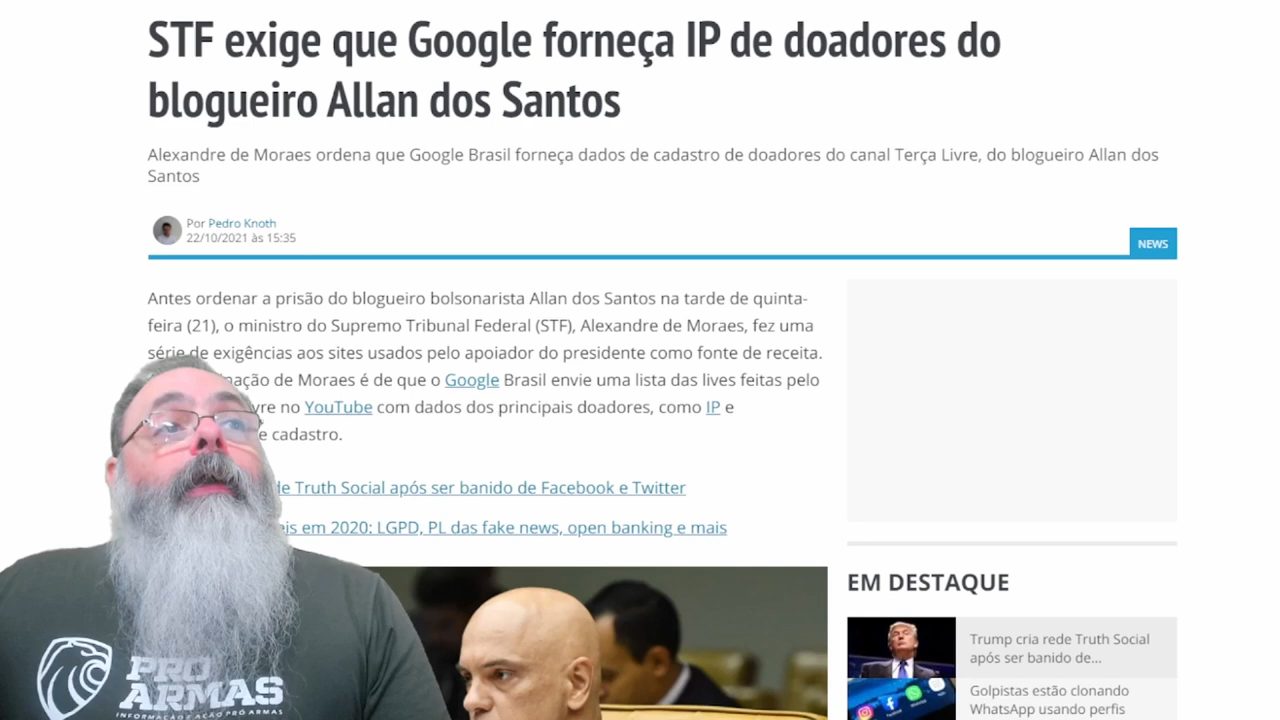 STF exige que Google forneça IP de doadores do
blogueiro Allan dos Santos
Alexandre de Moraes ordena que Google Brasil forneça dados de cadastro de doadores do canal Terça Livre, do blogueiro Allan dos
Santos
Por Pedro Knoth
22/10/2021 às 15:35
NEWS
Antes ordenar a prisão do blogueiro bolsonarista Allan dos Santos na tarde de quinta-
feira (21), o ministro do Supremo Tribunal Federal (STF), Alexandre de Moraes, fez uma
série de exigências aos sites usados pelo apoiador do presidente como fonte de receita.
nação de Moraes é de que o Google Brasil envie uma lista das lives feitas pelo
vre no YouTube com dados dos principais doadores, como IP e
e cadastro.
de Truth Social após ser banido de Facebook e Twitter
eis em 2020: LGPD, PL das fake news, open banking e mais
EM DESTAQUE
Trump cria rede Truth Social
após ser banido de...
Golpistas estão clonando
WhatsApp usando perfis
PRO
ARMAS
INFORMAÇÃO E AÇÃO PRÓ ARMAS